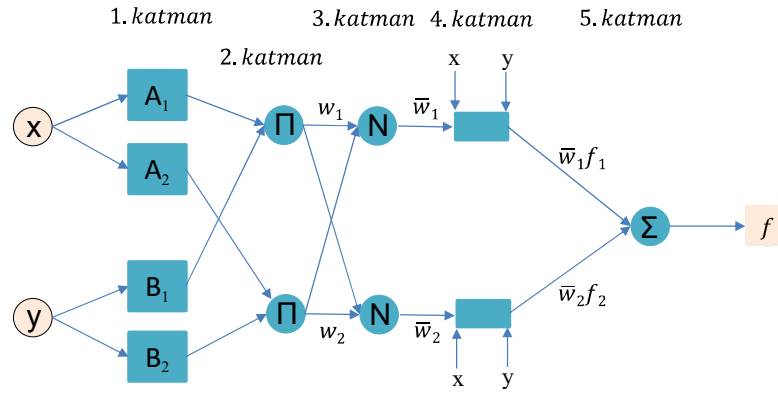 1. katman
2. katman
3. katman
4. katman
5. katman
x
y
x
A₁
A₂
Π
w₁
N
w̅₁
w̅₁f₁
Σ
f
y
B₁
B₂
Π
w₂
N
w̅₂
w̅₂f₂
x
y